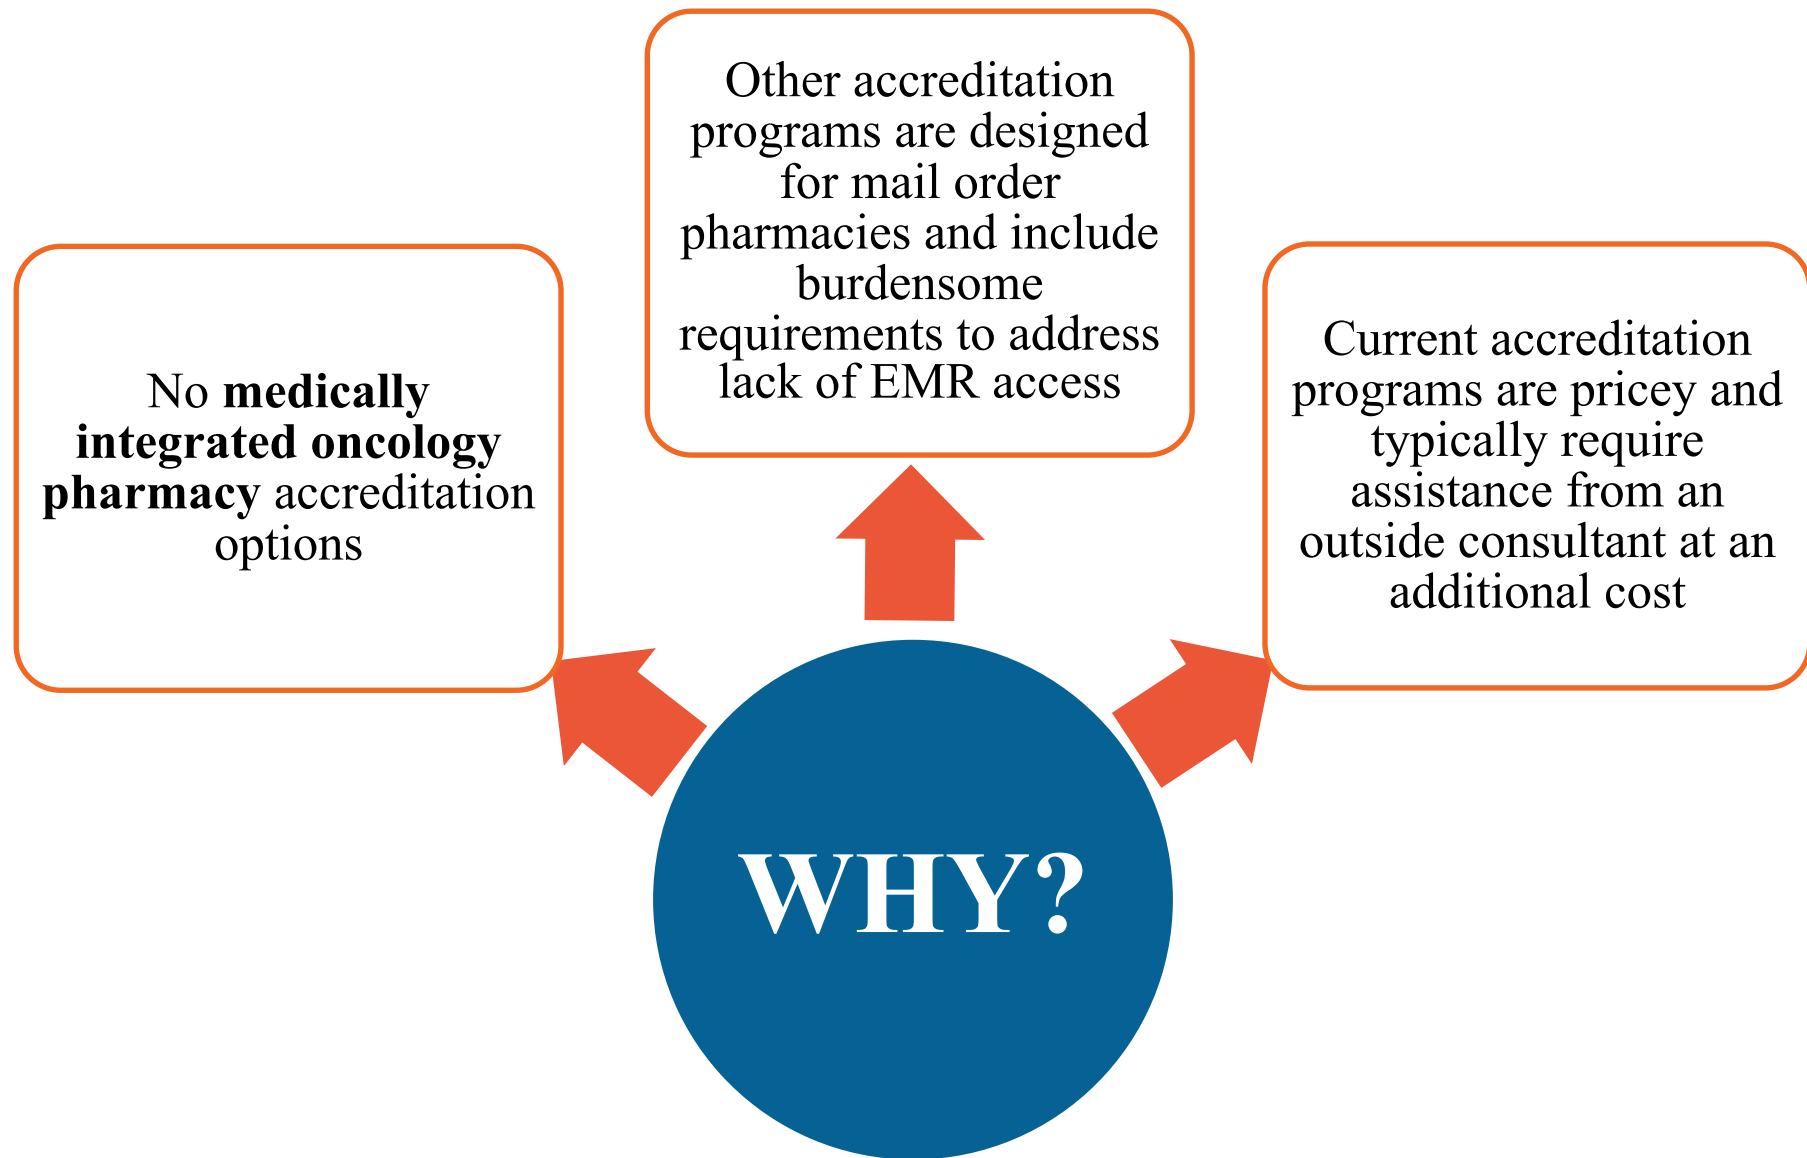 No medically
integrated oncology
pharmacy accreditation
options
Other accreditation
programs are designed
for mail order
pharmacies and include
burdensome
requirements to address
lack of EMR access
Current accreditation
programs are pricey and
typically require
assistance from an
outside consultant at an
additional cost
WHY?